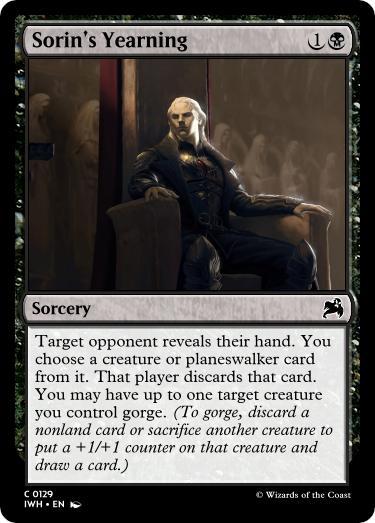 Sorin's Yearning 1
Sorcery
Target opponent reveals their hand. You
choose a creature or planeswalker card
from it. That player discards that card.
You may have up to one target creature
you control gorge. (To gorge, discard a
nonland card or sacrifice another creature to
put a +1/+1 counter on that creature and
draw a card.)
C 0129
IWH • EN
© Wizards of the Coast